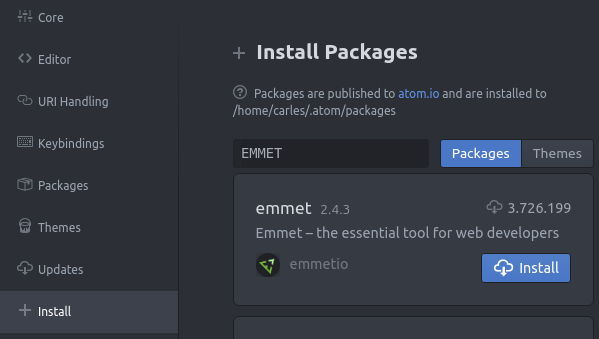 Core
Editor
URI Handling
Keybindings
Packages
Themes
Updates
Install
Install Packages
Packages are published to atom.io and are installed to
/home/carles/.atom/packages
EMMET
Packages Themes
emmet 2.4.3 3.726.199
Emmet – the essential tool for web developers
emmetio Install